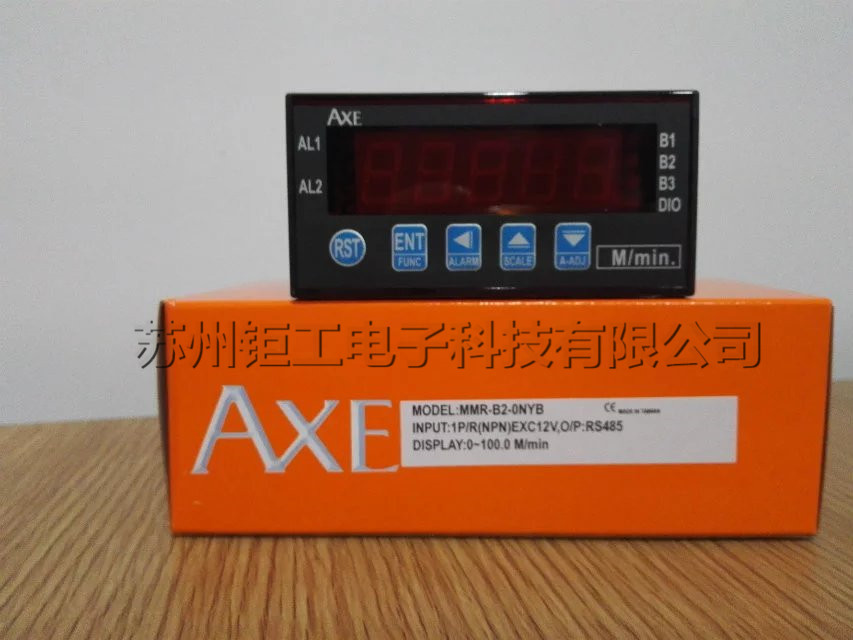 AXE
AL1
AL2
B1
B2
B3
DIO
RST
ENT
FUNC
ALARM
SCALE
A-ADJ
M/min.
苏州钜工电子科技有限公司
AXE
MODEL:MMR-B2-0NYB
CE MADE IN TAIWAN
INPUT:1P/R(NPN)EXC12V,O/P:RS485
DISPLAY:0~100.0 M/min